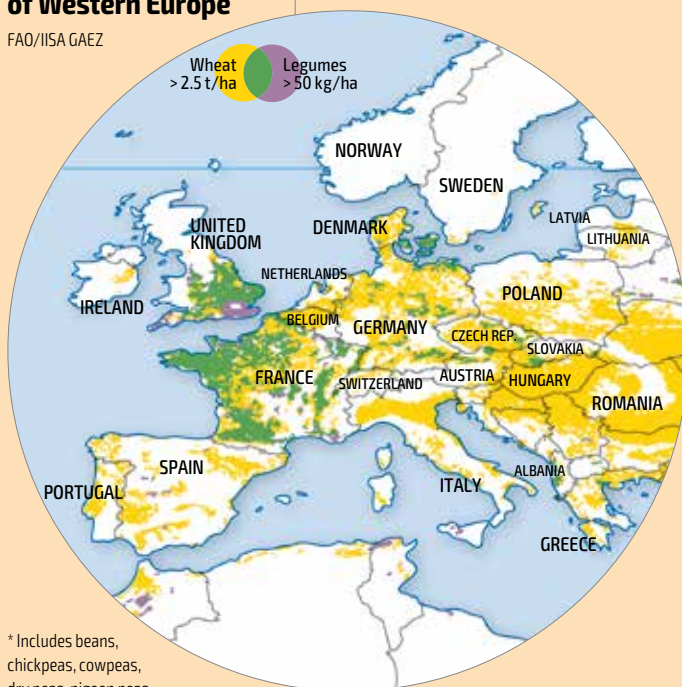 of Western Europe
FAO/IISA GAEZ
Wheat
> 2.5 t/ha
Legumes
> 50 kg/ha
NORWAY
SWEDEN
LATVIA
LITHUANIA
DENMARK
UNITED
KINGDOM
IRELAND
NETHERLANDS
BELGIUM
GERMANY
POLAND
CZECH REP.
SLOVAKIA
FRANCE
SWITZERLAND
AUSTRIA
HUNGARY
ROMANIA
SPAIN
PORTUGAL
ITALY
ALBANIA
GREECE
* Includes beans,
chickpeas, cowpeas,